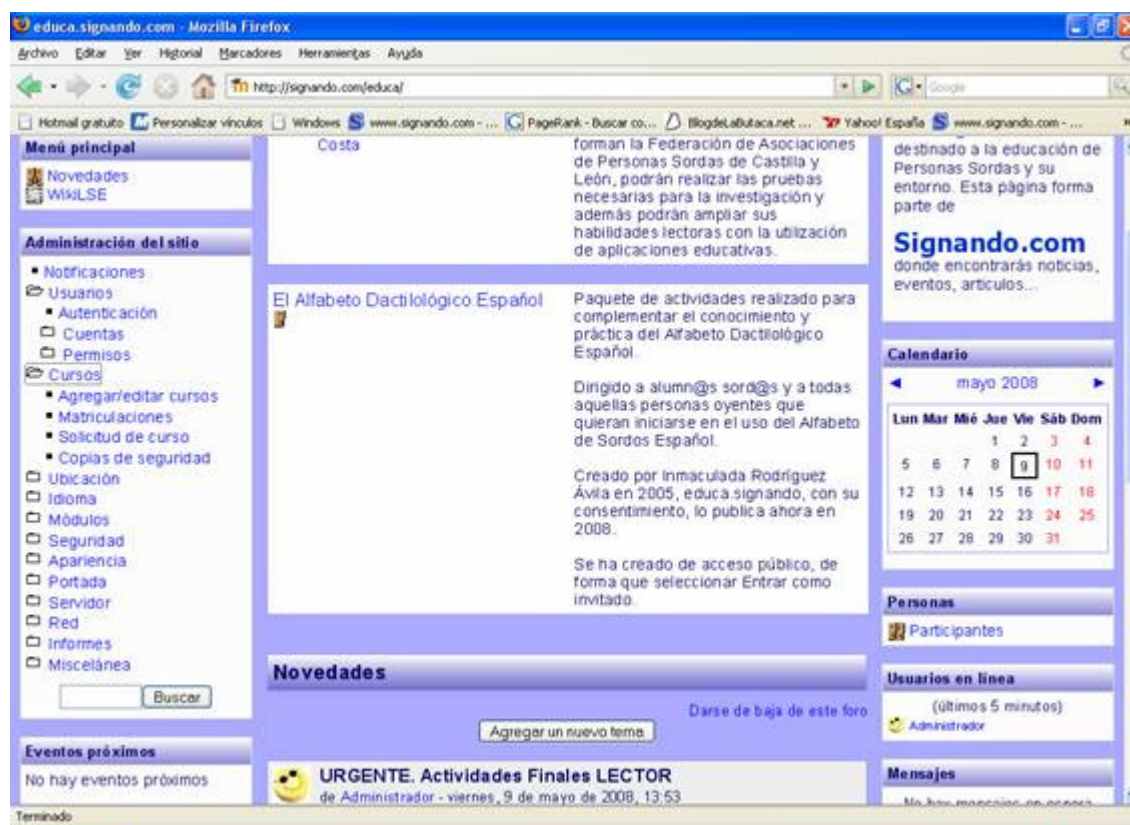 educa.signando.com - Mozilla Firefox
Archivo Editar Ver Historial Marcadores Herramientas Ayuda
http://signando.com/educa/
Google
Hotmail gratuito Personalizar vínculos Windows www.signando.com - ... PageRank - Buscar co... BlogdeLaButaca.net ... Yahoo! España www.signando.com - ...
Menú principal
Novedades
WikiLSE
Administración del sitio
Notificaciones
Usuarios
Autenticación
Cuentas
Permisos
Cursos
Agregar/editar cursos
Matriculaciones
Solicitud de curso
Copias de seguridad
Ubicación
Idioma
Módulos
Seguridad
Apariencia
Portada
Servidor
Red
Informes
Miscelánea
Buscar
Eventos próximos
No hay eventos próximos
Costa
forman la Federación de Asociaciones
de Personas Sordas de Castilla y
León, podrán realizar las pruebas
necesarias para la investigación y
además podrán ampliar sus
habilidades lectoras con la utilización
de aplicaciones educativas.
El Alfabeto Dactilológico Español
Paquete de actividades realizado para
complementar el conocimiento y
práctica del Alfabeto Dactilológico
Español.
Dirigido a alumn@s sord@s y a todas
aquellas personas oyentes que
quieran iniciarse en el uso del Alfabeto
de Sordos Español.
Creado por Inmaculada Rodríguez
Ávila en 2005, educa.signando, con su
consentimiento, lo publica ahora en
2008.
Se ha creado de acceso público, de
forma que seleccionar Entrar como
invitado.
Novedades
Darse de baja de este foro
Agregar un nuevo tema
URGENTE. Actividades Finales LECTOR
de Administrador - viernes, 9 de mayo de 2008, 13:53
destinado a la educación de
Personas Sordas y su
entorno. Esta página forma
parte de
Signando.com
donde encontrarás noticias,
eventos, artículos...
Calendario
mayo 2008
Lun Mar Mié Jue Vie Sáb Dom
1 2 3 4
5 6 7 8 9 10 11
12 13 14 15 16 17 18
19 20 21 22 23 24 25
26 27 28 29 30 31
Personas
Participantes
Usuarios en línea
(últimos 5 minutos)
Administrador
Mensajes
No hay mensajes en espera
Terminado